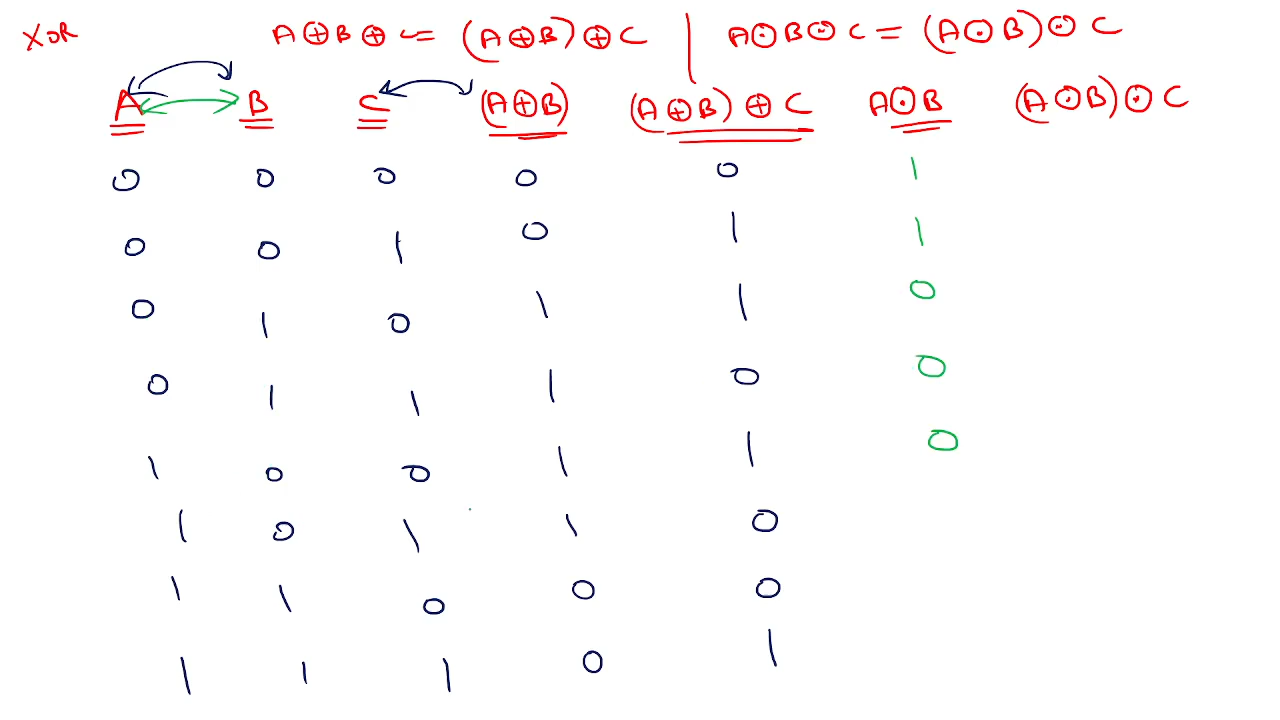 XOR A⊕B⊕ = (A⊕B)⊕C | A⊙B⊙C = (A⊙B)⊙C
A B C (A⊕B) (A⊕B)⊕C A⊙B (A⊙B)⊙C
0 0 0 0 0 1
0 0 1 0 1 1
0 1 0 1 1 0
0 1 1 1 0 0
1 0 0 1 1 0
1 0 1 1 0
1 1 0 0 0
1 1 1 0 1